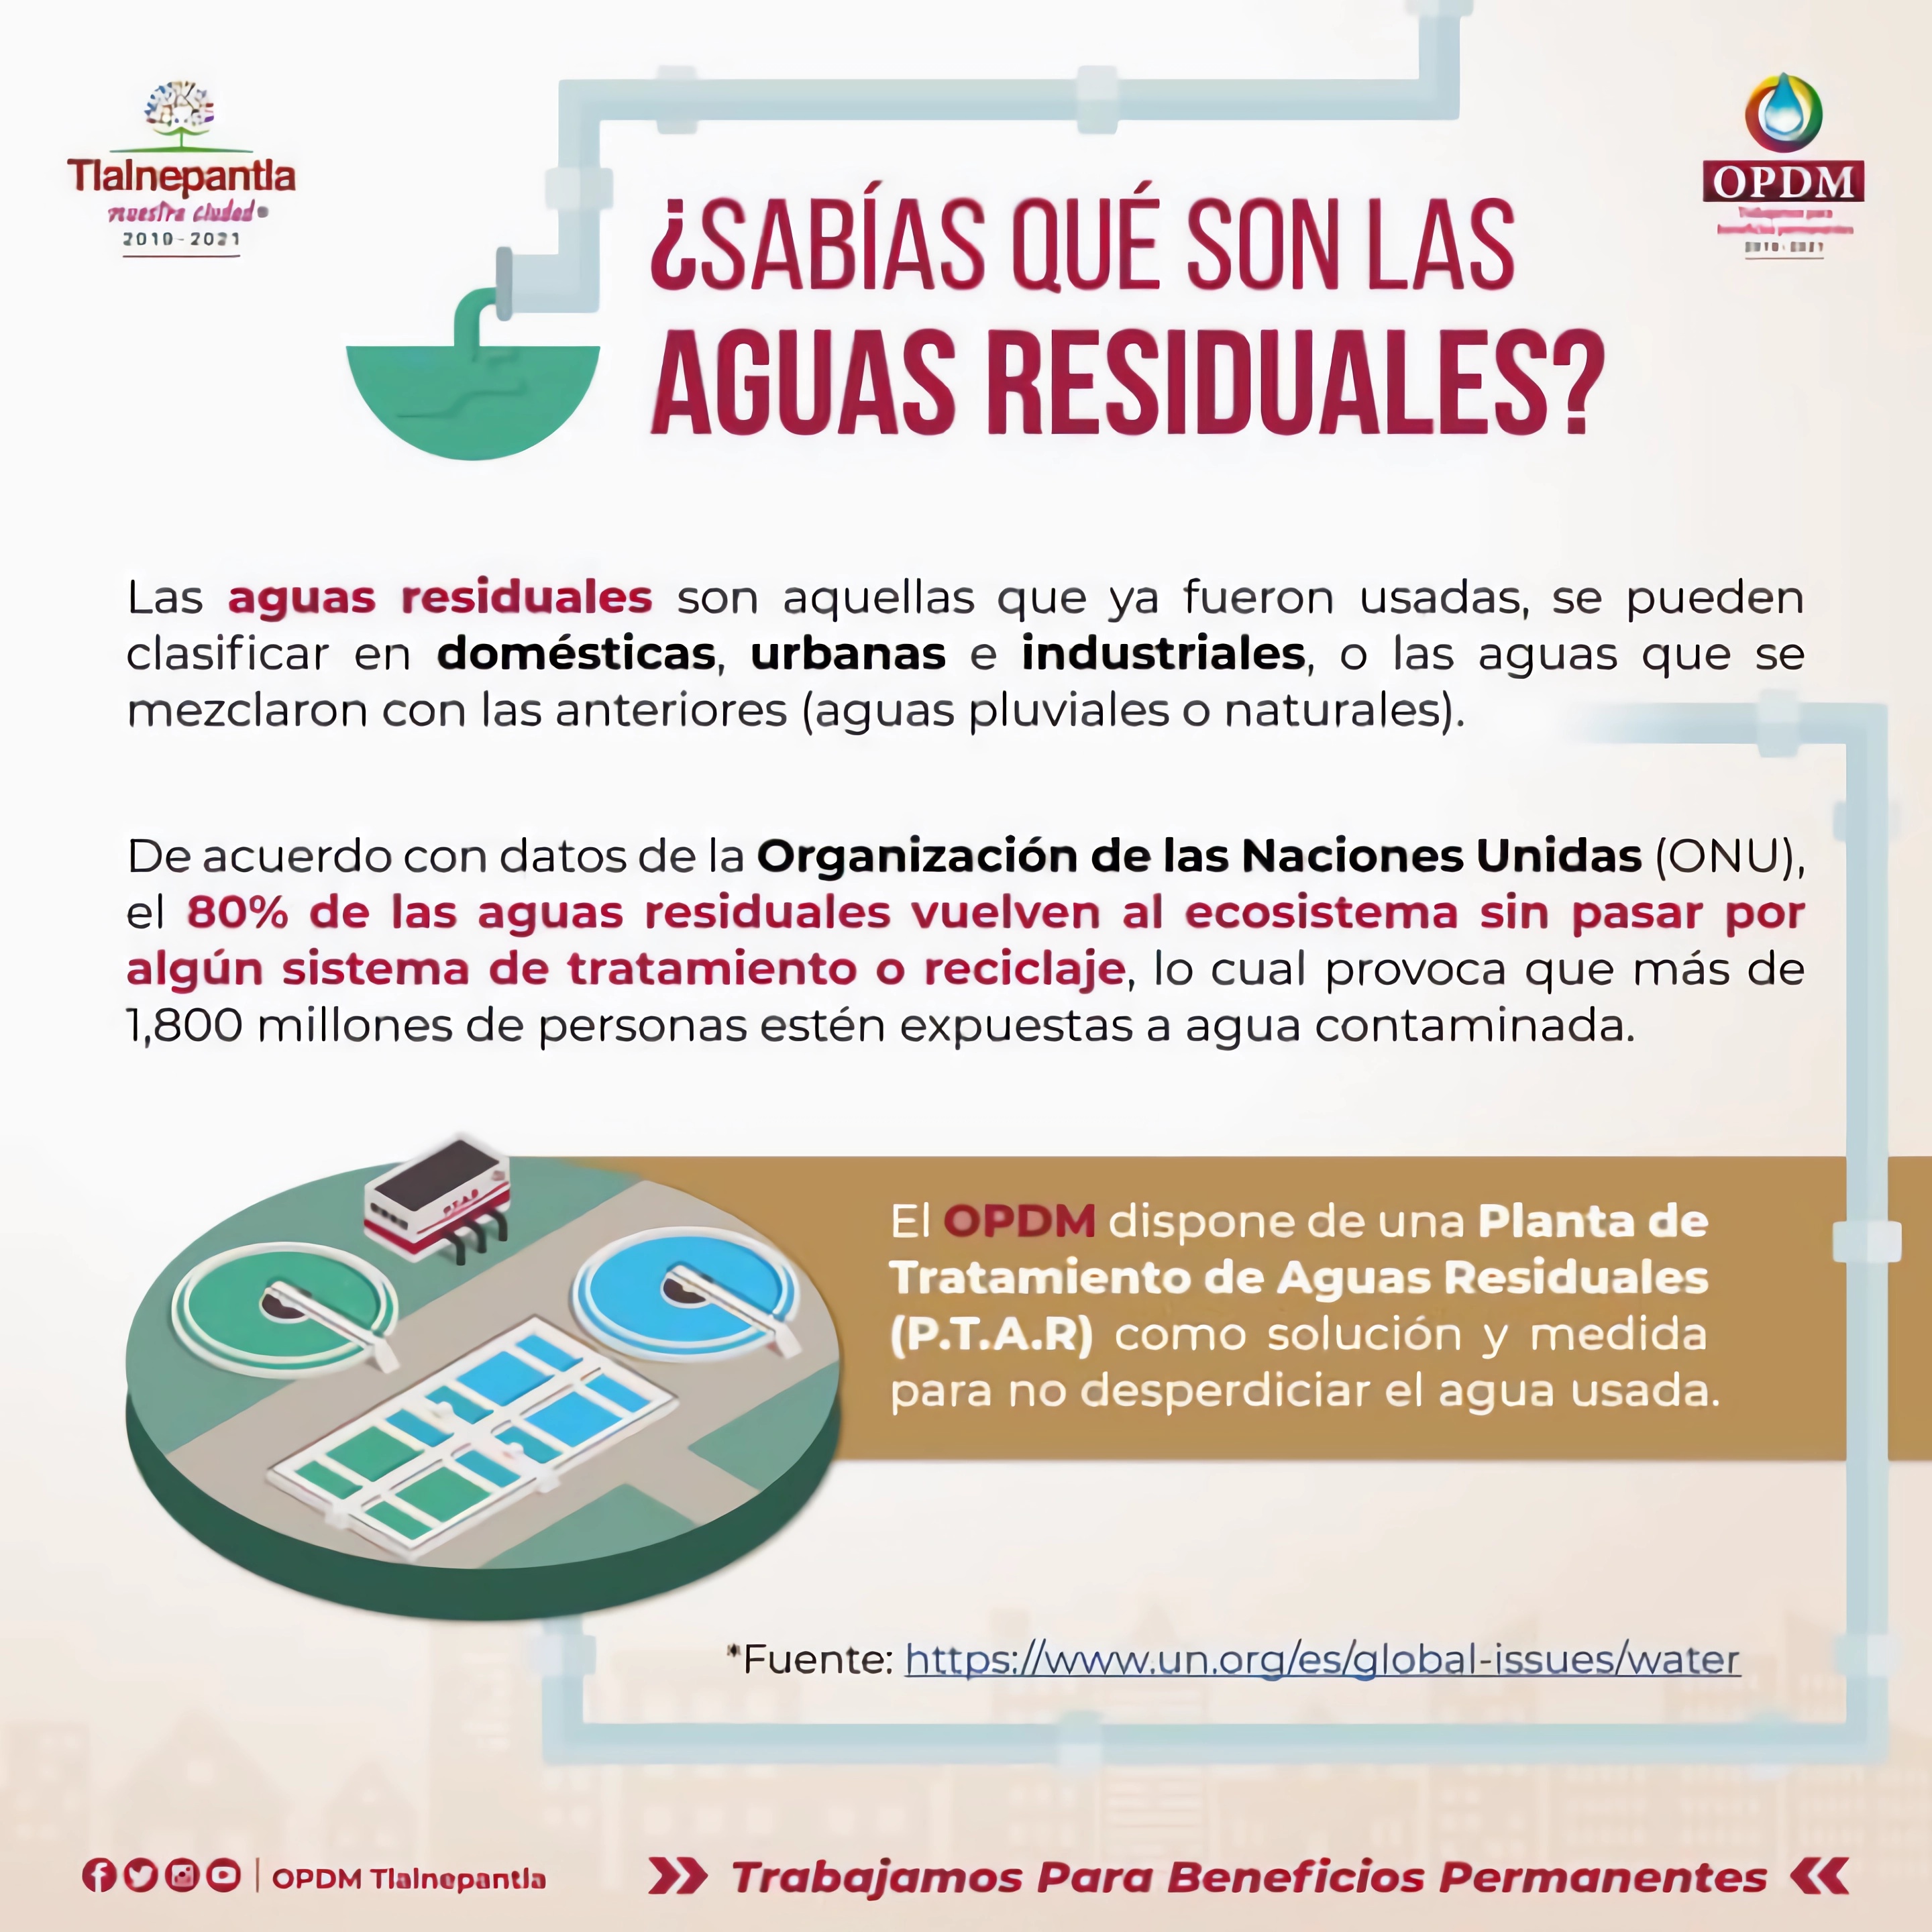 Tlalnepantla
nuestra ciudad
2019-2021
OPDM
Trabajamos para
beneficios permanentes
2019-2021
¿SABÍAS QUÉ SON LAS
AGUAS RESIDUALES?
Las aguas residuales son aquellas que ya fueron usadas, se pueden
clasificar en domésticas, urbanas e industriales, o las aguas que se
mezclaron con las anteriores (aguas pluviales o naturales).
De acuerdo con datos de la Organización de las Naciones Unidas (ONU),
el 80% de las aguas residuales vuelven al ecosistema sin pasar por
algún sistema de tratamiento o reciclaje, lo cual provoca que más de
1,800 millones de personas estén expuestas a agua contaminada.
P.T.A.R
El OPDM dispone de una Planta de
Tratamiento de Aguas Residuales
(P.T.A.R) como solución y medida
para no desperdiciar el agua usada.
*Fuente: https://www.un.org/es/global-issues/water
OPDM Tlalnepantla
Trabajamos Para Beneficios Permanentes